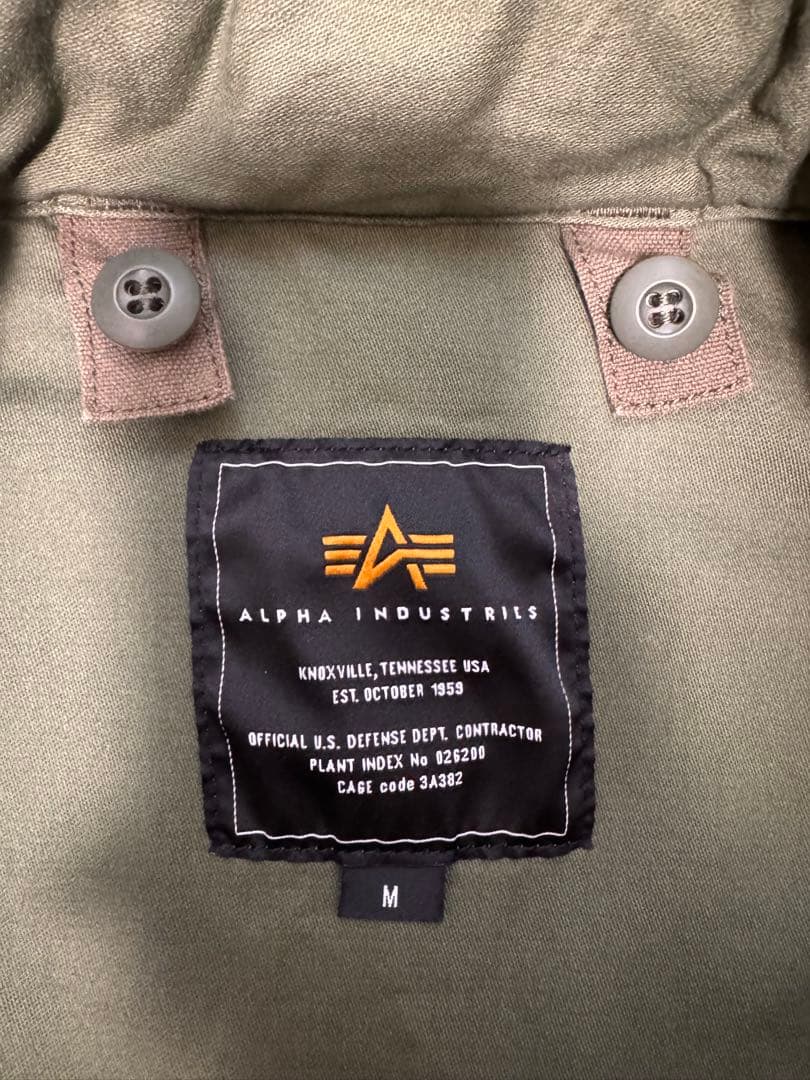 ALPHA INDUSTRIES
KNOXVILLE, TENNESSEE USA
EST. OCTOBER 1959
OFFICIAL U.S. DEFENSE DEPT. CONTRACTOR
PLANT INDEX No 026200
CAGE code 3A382
M